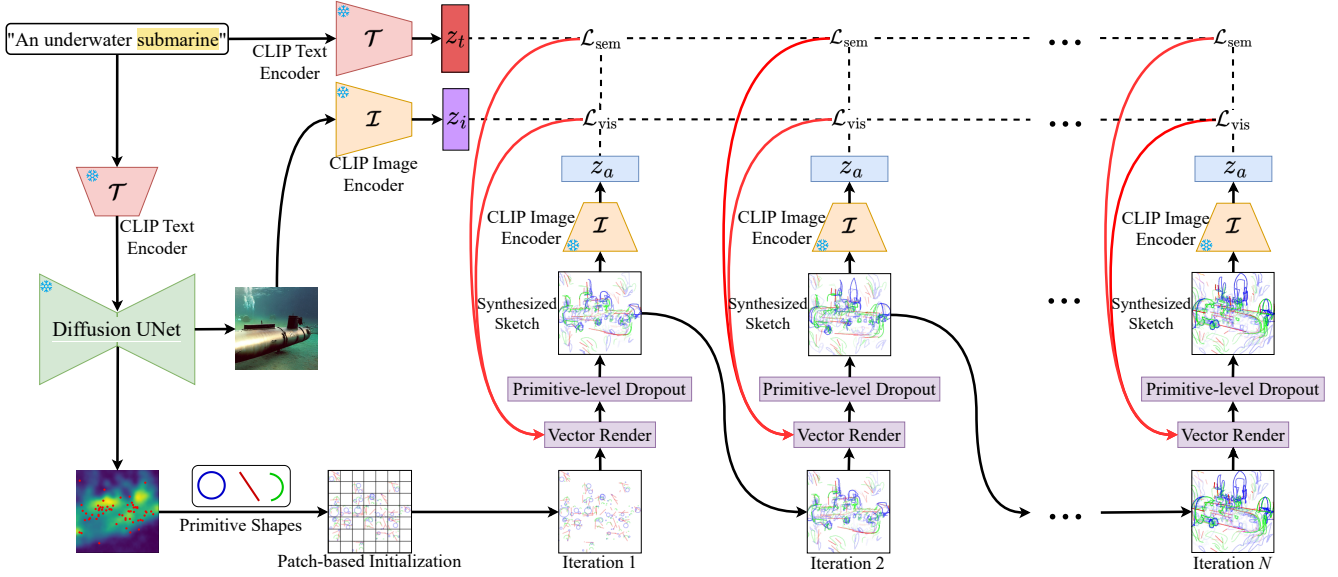 "An underwater submarine"
CLIP Text
Encoder
𝒯
z_t
ℒ_sem
ℒ_sem
...
ℒ_sem
ℐ
z_i
CLIP Image
Encoder
ℒ_vis
ℒ_vis
...
ℒ_vis
𝒯
CLIP Text
Encoder
z_a
z_a
z_a
CLIP Image
Encoder
ℐ
CLIP Image
Encoder
ℐ
CLIP Image
Encoder
ℐ
Diffusion UNet
Synthesized
Sketch
Synthesized
Sketch
...
Synthesized
Sketch
Primitive-level Dropout
Primitive-level Dropout
Primitive-level Dropout
Vector Render
Vector Render
Vector Render
Primitive Shapes
...
Patch-based Initialization
Iteration 1
Iteration 2
Iteration N